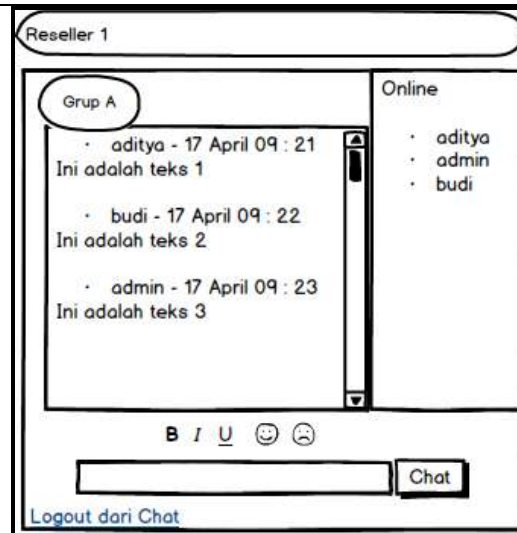 Reseller 1
Grup A
· aditya - 17 April 09 : 21
Ini adalah teks 1
· budi - 17 April 09 : 22
Ini adalah teks 2
· admin - 17 April 09 : 23
Ini adalah teks 3
Online
· aditya
· admin
· budi
B I U
Chat
Logout dari Chat